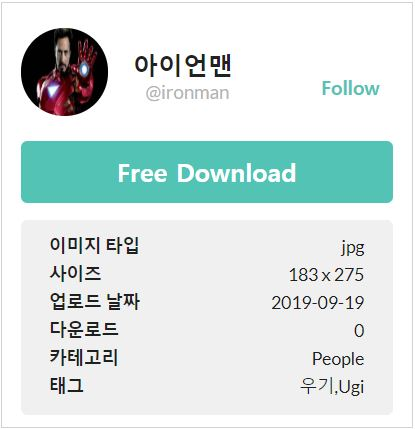 아이언맨
@ironman
Follow
Free Download
이미지 타입 jpg
사이즈 183 x 275
업로드 날짜 2019-09-19
다운로드 0
카테고리 People
태그 우기,Ugi